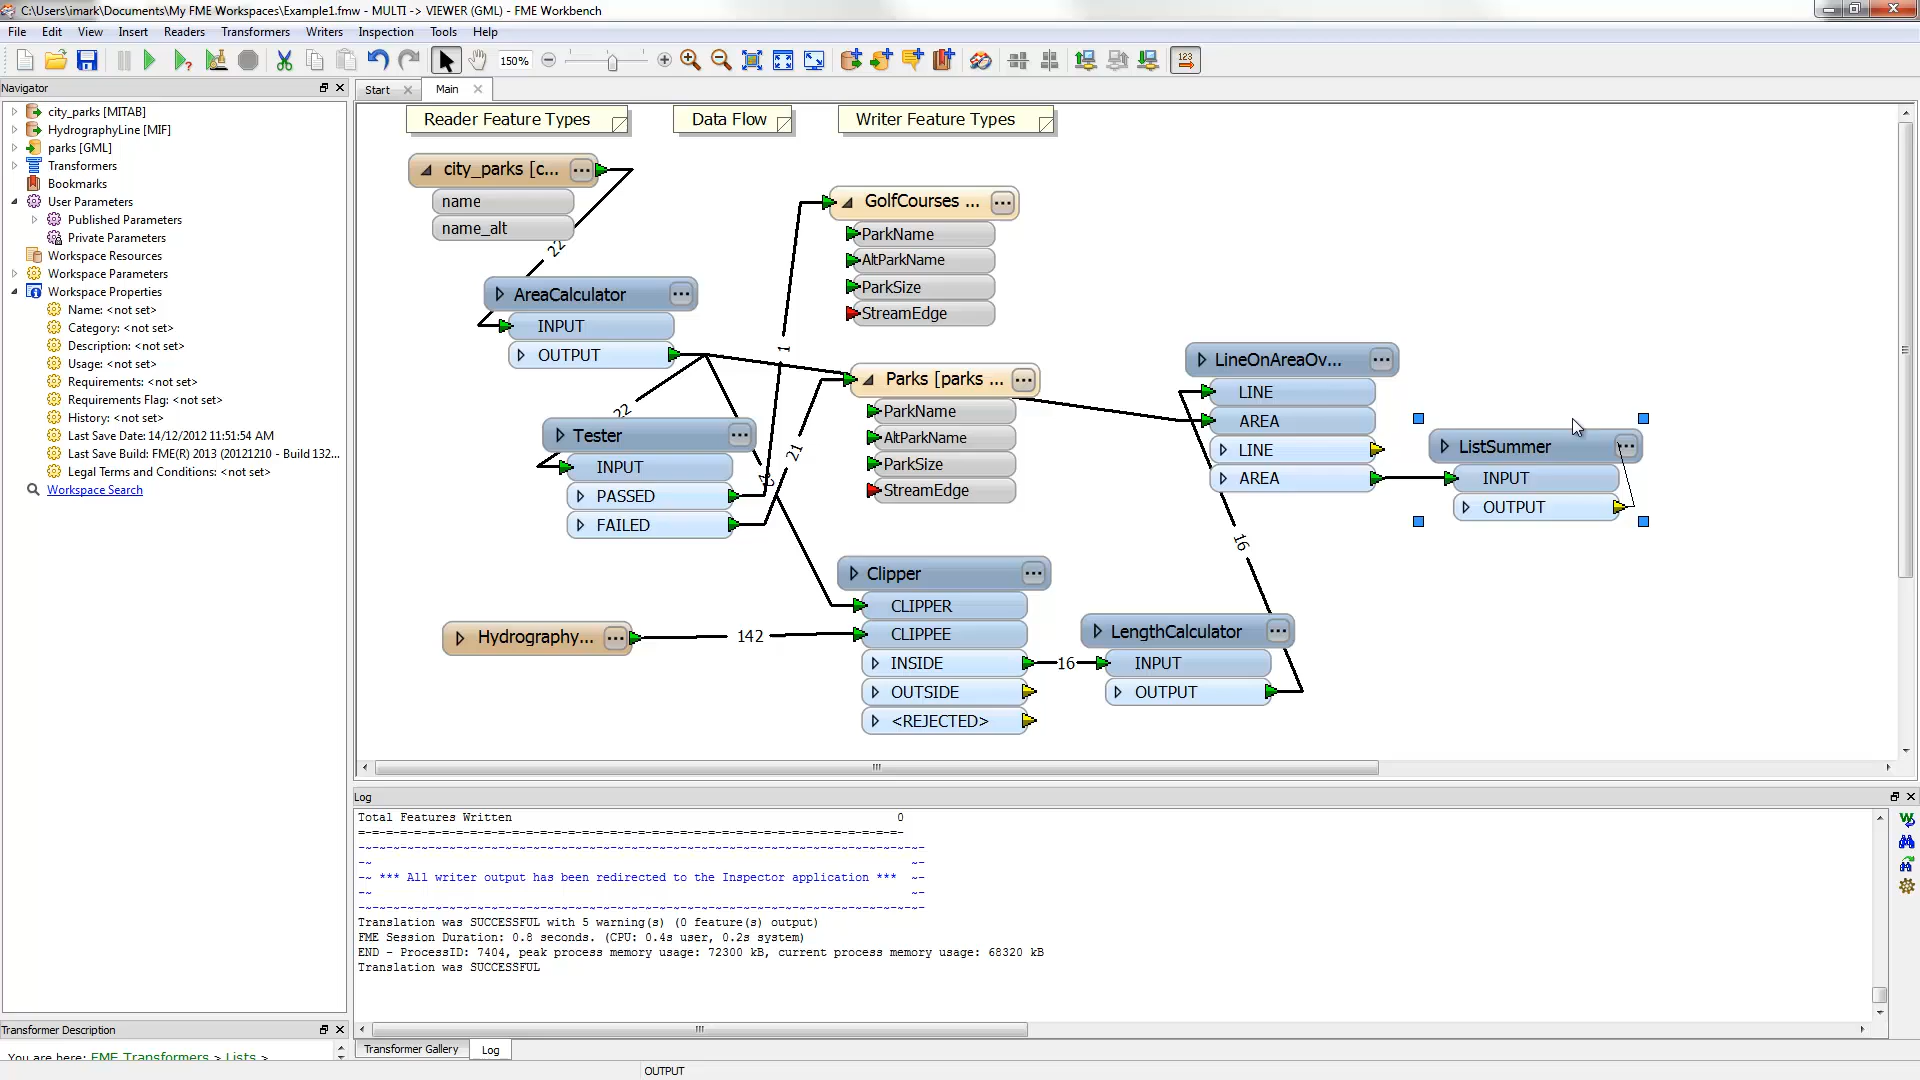 C:\Users\imark\Documents\My FME Workspaces\Example1.fmw - MULTI -> VIEWER (GML) - FME Workbench
File Edit View Insert Readers Transformers Writers Inspection Tools Help
150%
123
Navigator
city_parks [MITAB]
HydrographyLine [MIF]
parks [GML]
Transformers
Bookmarks
User Parameters
Published Parameters
Private Parameters
Workspace Resources
Workspace Parameters
Workspace Properties
Name: <not set>
Category: <not set>
Description: <not set>
Usage: <not set>
Requirements: <not set>
Requirements Flag: <not set>
History: <not set>
Last Save Date: 14/12/2012 11:51:54 AM
Last Save Build: FME(R) 2013 (20121210 - Build 132...
Legal Terms and Conditions: <not set>
Workspace Search
Transformer Description
You are here: FME Transformers > Lists >
Start Main
Reader Feature Types
Data Flow
Writer Feature Types
city_parks [c...
name
name_alt
22
AreaCalculator
INPUT
OUTPUT
22
Tester
INPUT
PASSED
FAILED
1
21
GolfCourses ...
ParkName
AltParkName
ParkSize
StreamEdge
Parks [parks ...
ParkName
AltParkName
ParkSize
StreamEdge
Hydrography...
142
Clipper
CLIPPER
CLIPPEE
INSIDE
OUTSIDE
<REJECTED>
16
LengthCalculator
INPUT
OUTPUT
16
LineOnAreaOv...
LINE
AREA
LINE
AREA
ListSummer
INPUT
OUTPUT
Log
Total Features Written 0
=-=-=-=-=-=-=-=-=-=-=-=-=-=-=-=-=-=-=-=-=-=-=-=-=-=-=-=-=-=-=-=-=-=-=-=-=-=-=-
-~-~-~-~-~-~-~-~-~-~-~-~-~-~-~-~-~-~-~-~-~-~-~-~-~-~-~-~-~-~-~-~-~-~-~-~-~-~-~-~-
-~ ~-
-~ *** All writer output has been redirected to the Inspector application *** ~-
-~ ~-
-~-~-~-~-~-~-~-~-~-~-~-~-~-~-~-~-~-~-~-~-~-~-~-~-~-~-~-~-~-~-~-~-~-~-~-~-~-~-~-~-
Translation was SUCCESSFUL with 5 warning(s) (0 feature(s) output)
FME Session Duration: 0.8 seconds. (CPU: 0.4s user, 0.2s system)
END - ProcessID: 7404, peak process memory usage: 72300 kB, current process memory usage: 68320 kB
Translation was SUCCESSFUL
Transformer Gallery Log
OUTPUT